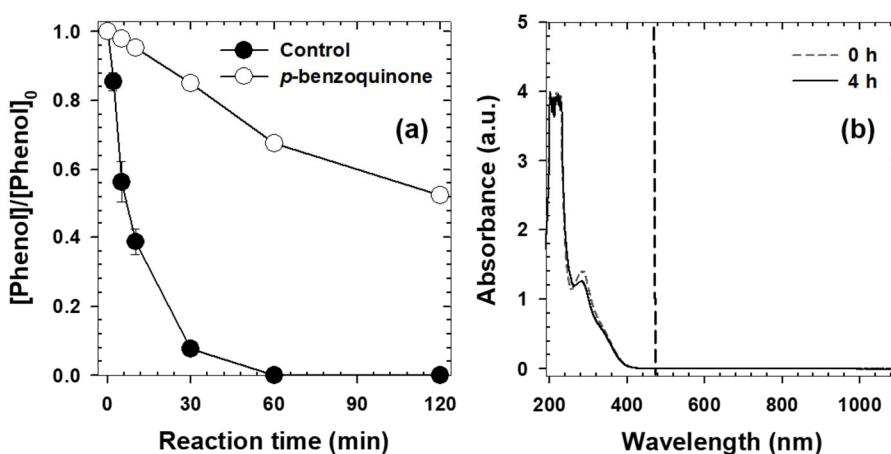 1.0
0.8
0.6
0.4
0.2
0.0
[Phenol]/[Phenol]0
Control
p-benzoquinone
(a)
0 30 60 90 120
Reaction time (min)
5
4
3
2
1
0
Absorbance (a.u.)
0 h
4 h
(b)
200 400 600 800 1000
Wavelength (nm)